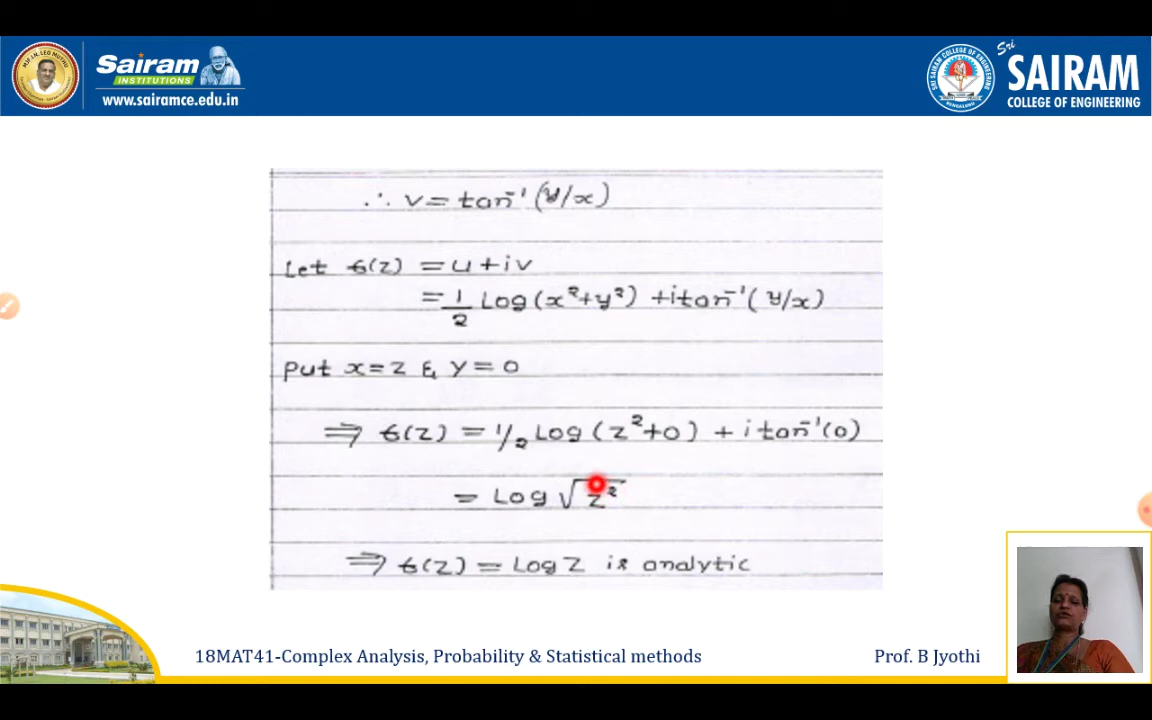 Sairam
INSTITUTIONS
www.sairamce.edu.in
Sri
SAIRAM
COLLEGE OF ENGINEERING
∴ v = tan⁻¹ (y/x)
Let f(z) = u + iv
= 1/2 Log (x² + y²) + i tan⁻¹ ( y/x )
Put x = z & y = 0
⇒ f(z) = 1/2 Log (z² + 0) + i tan⁻¹ (0)
= Log √z²
⇒ f(z) = Log z is analytic
18MAT41-Complex Analysis, Probability & Statistical methods
Prof. B Jyothi